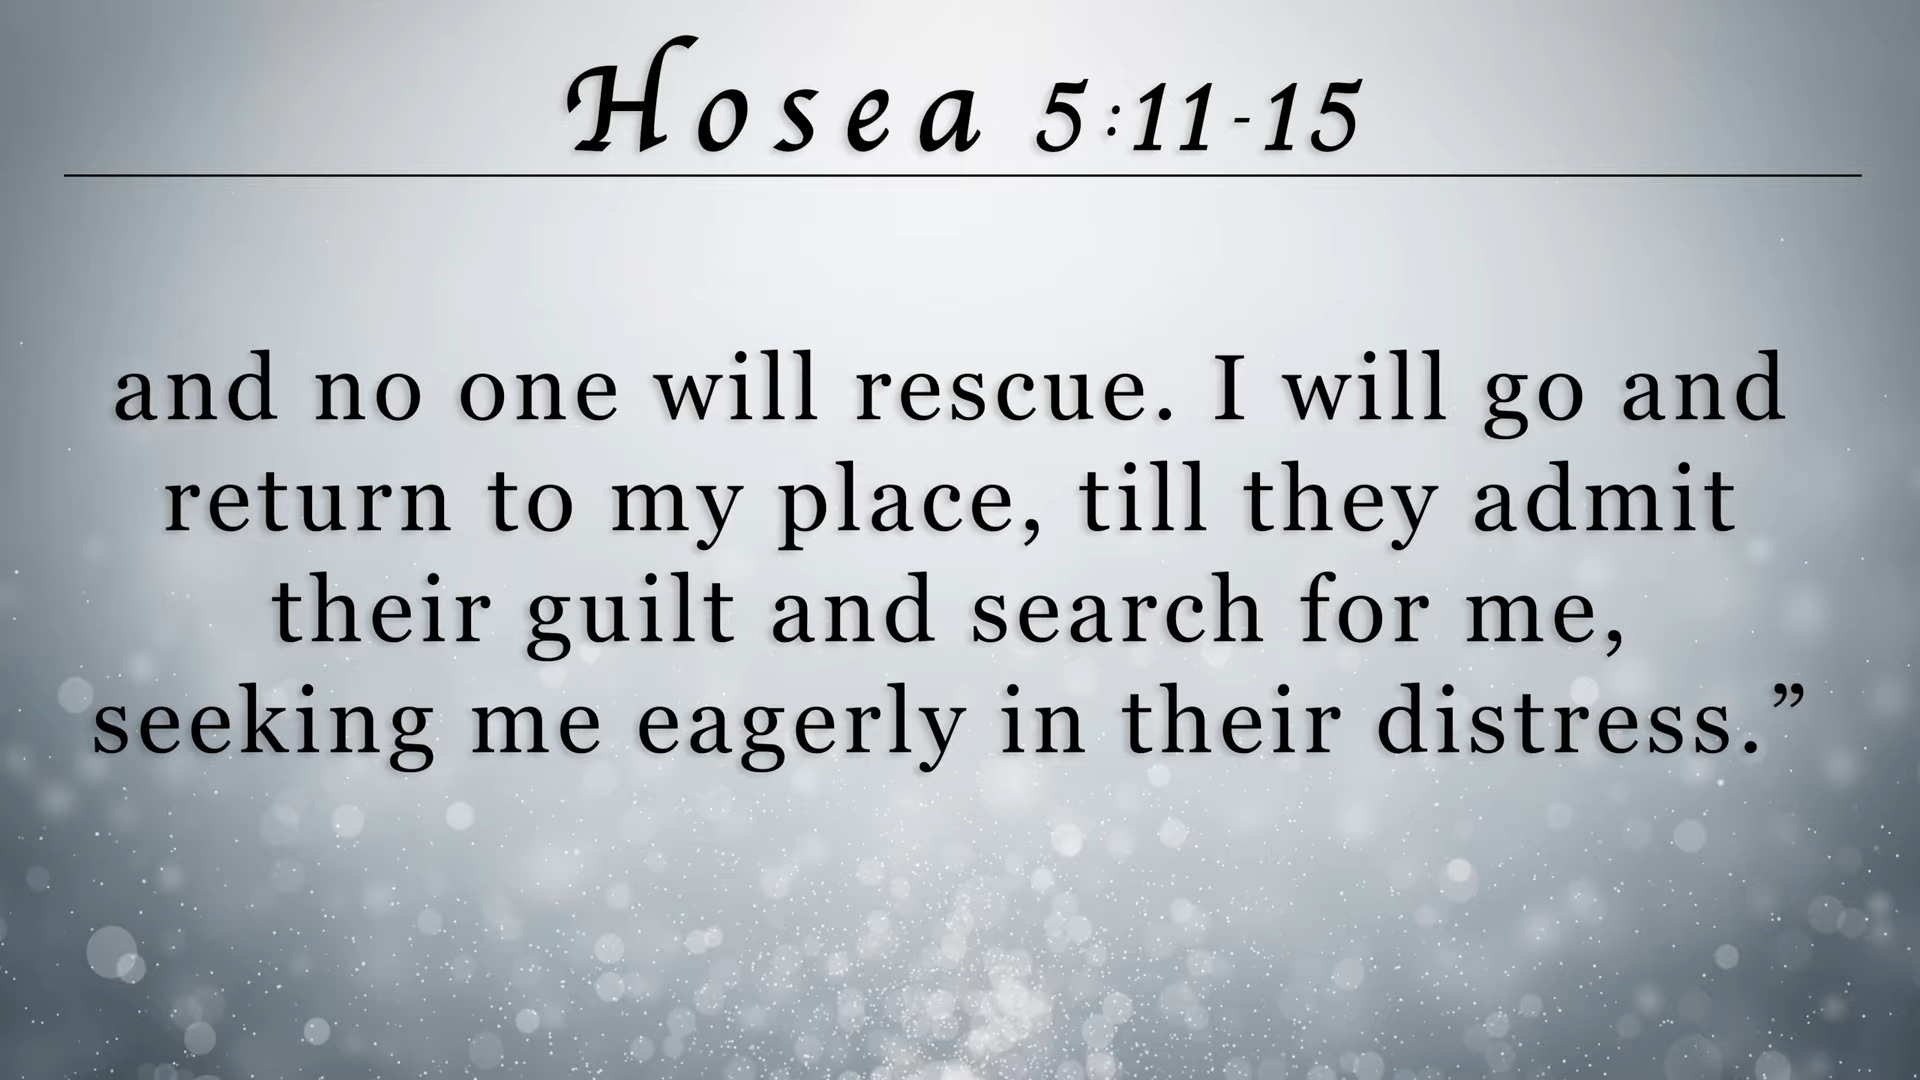 Hosea 5:11-15
and no one will rescue. I will go and
return to my place, till they admit
their guilt and search for me,
seeking me eagerly in their distress.”